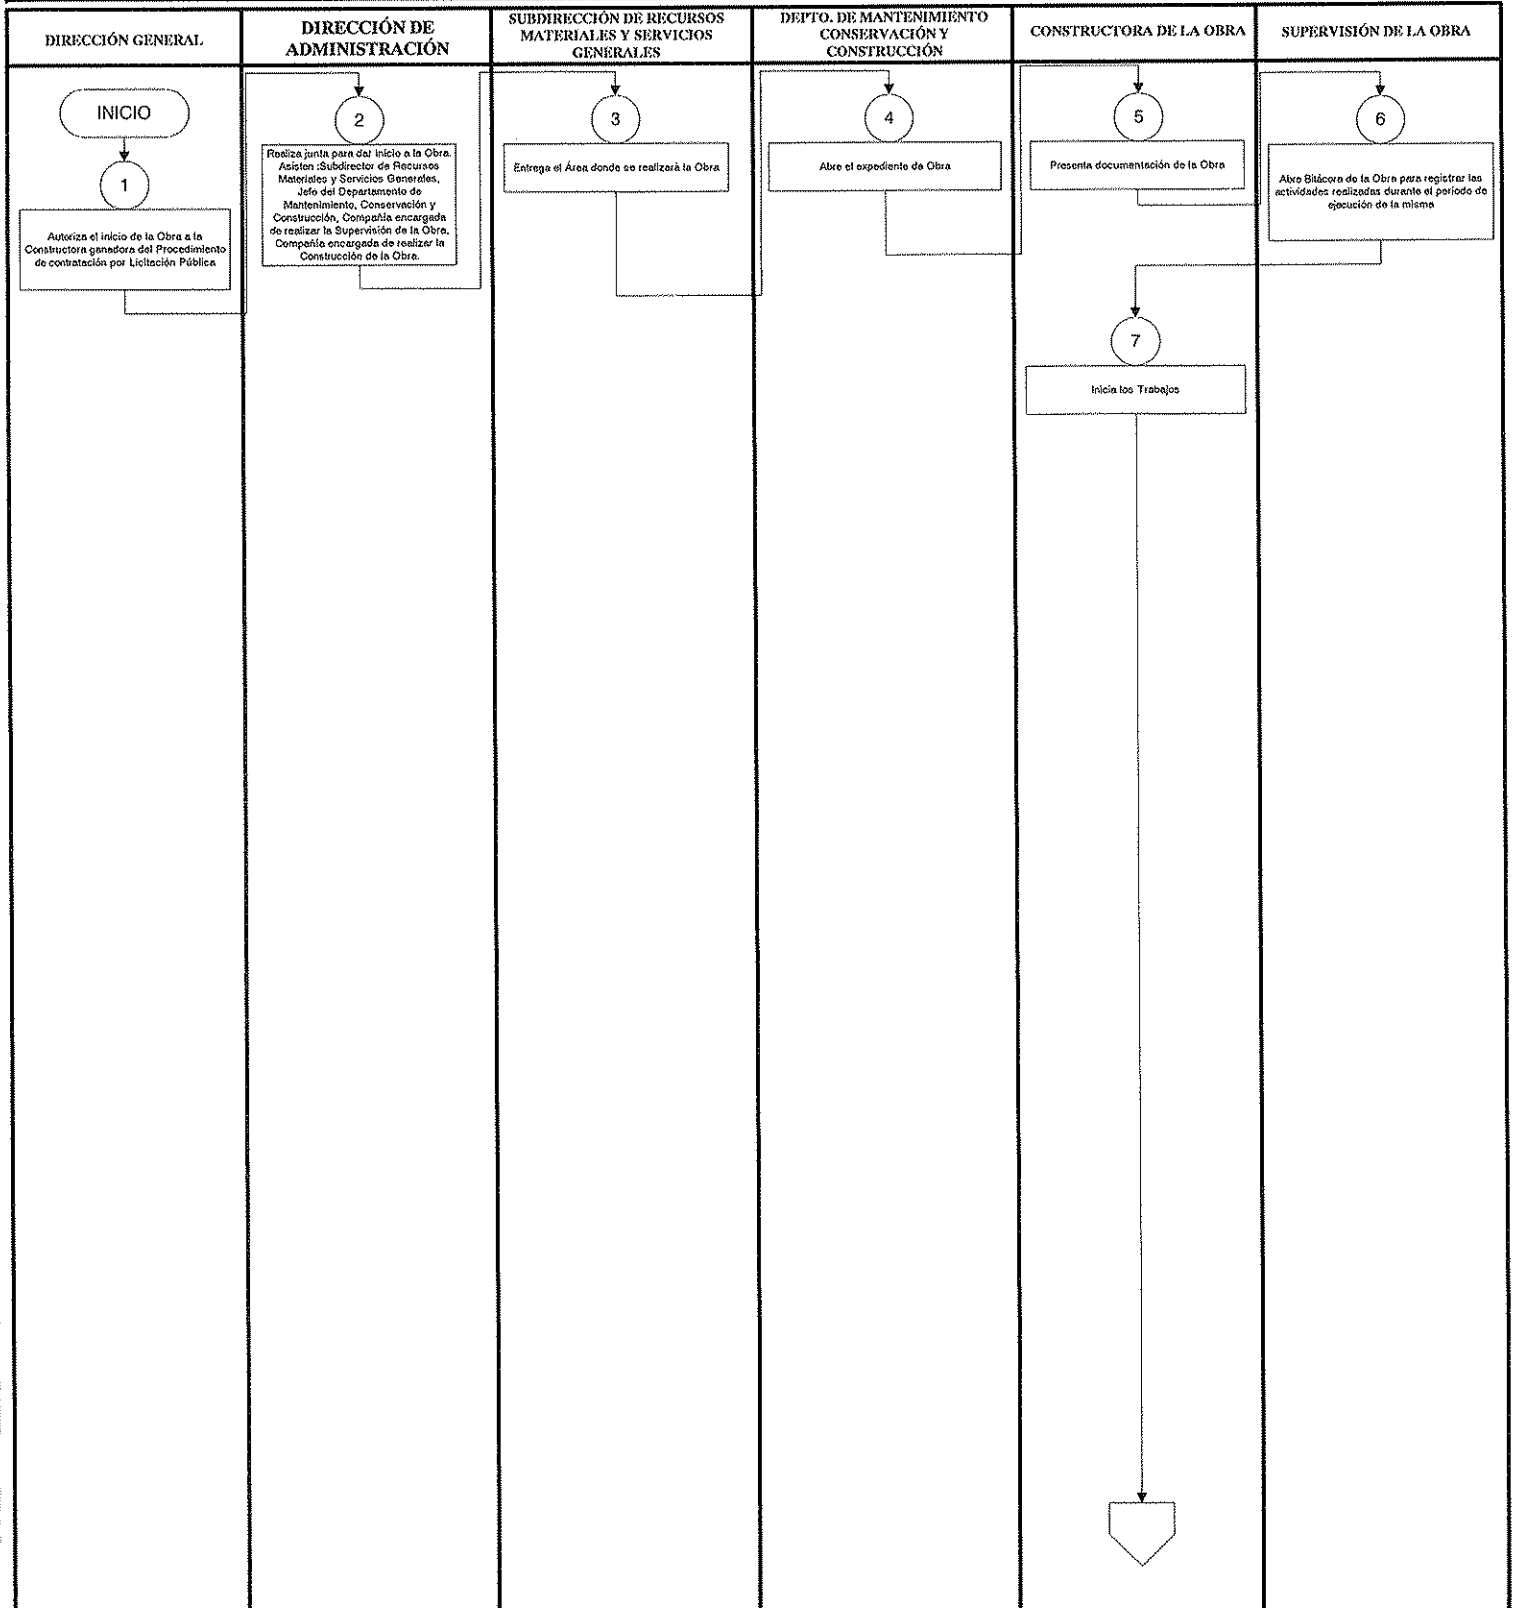 DIRECCIÓN GENERAL
DIRECCIÓN DE
ADMINISTRACIÓN
SUBDIRECCIÓN DE RECURSOS
MATERIALES Y SERVICIOS
GENERALES
DEPTO. DE MANTENIMIENTO
CONSERVACIÓN Y
CONSTRUCCIÓN
CONSTRUCTORA DE LA OBRA
SUPERVISIÓN DE LA OBRA
INICIO
1
Autoriza el inicio de la Obra a la
Constructora ganadora del Procedimiento
de contratación por Licitación Pública
2
Realiza junta para dar inicio a la Obra.
Asisten :Subdirector de Recursos
Materiales y Servicios Generales,
Jefe del Departamento de
Mantenimiento, Conservación y
Construcción, Compañía encargada
de realizar la Supervisión de la Obra,
Compañía encargada de realizar la
Construcción de la Obra.
3
Entrega el Área donde se realizará la Obra
4
Abre el expediente de Obra
5
Presenta documentación de la Obra
6
Abre Bitácora de la Obra para registrar las
actividades realizadas durante el período de
ejecución de la misma
7
Inicia los Trabajos